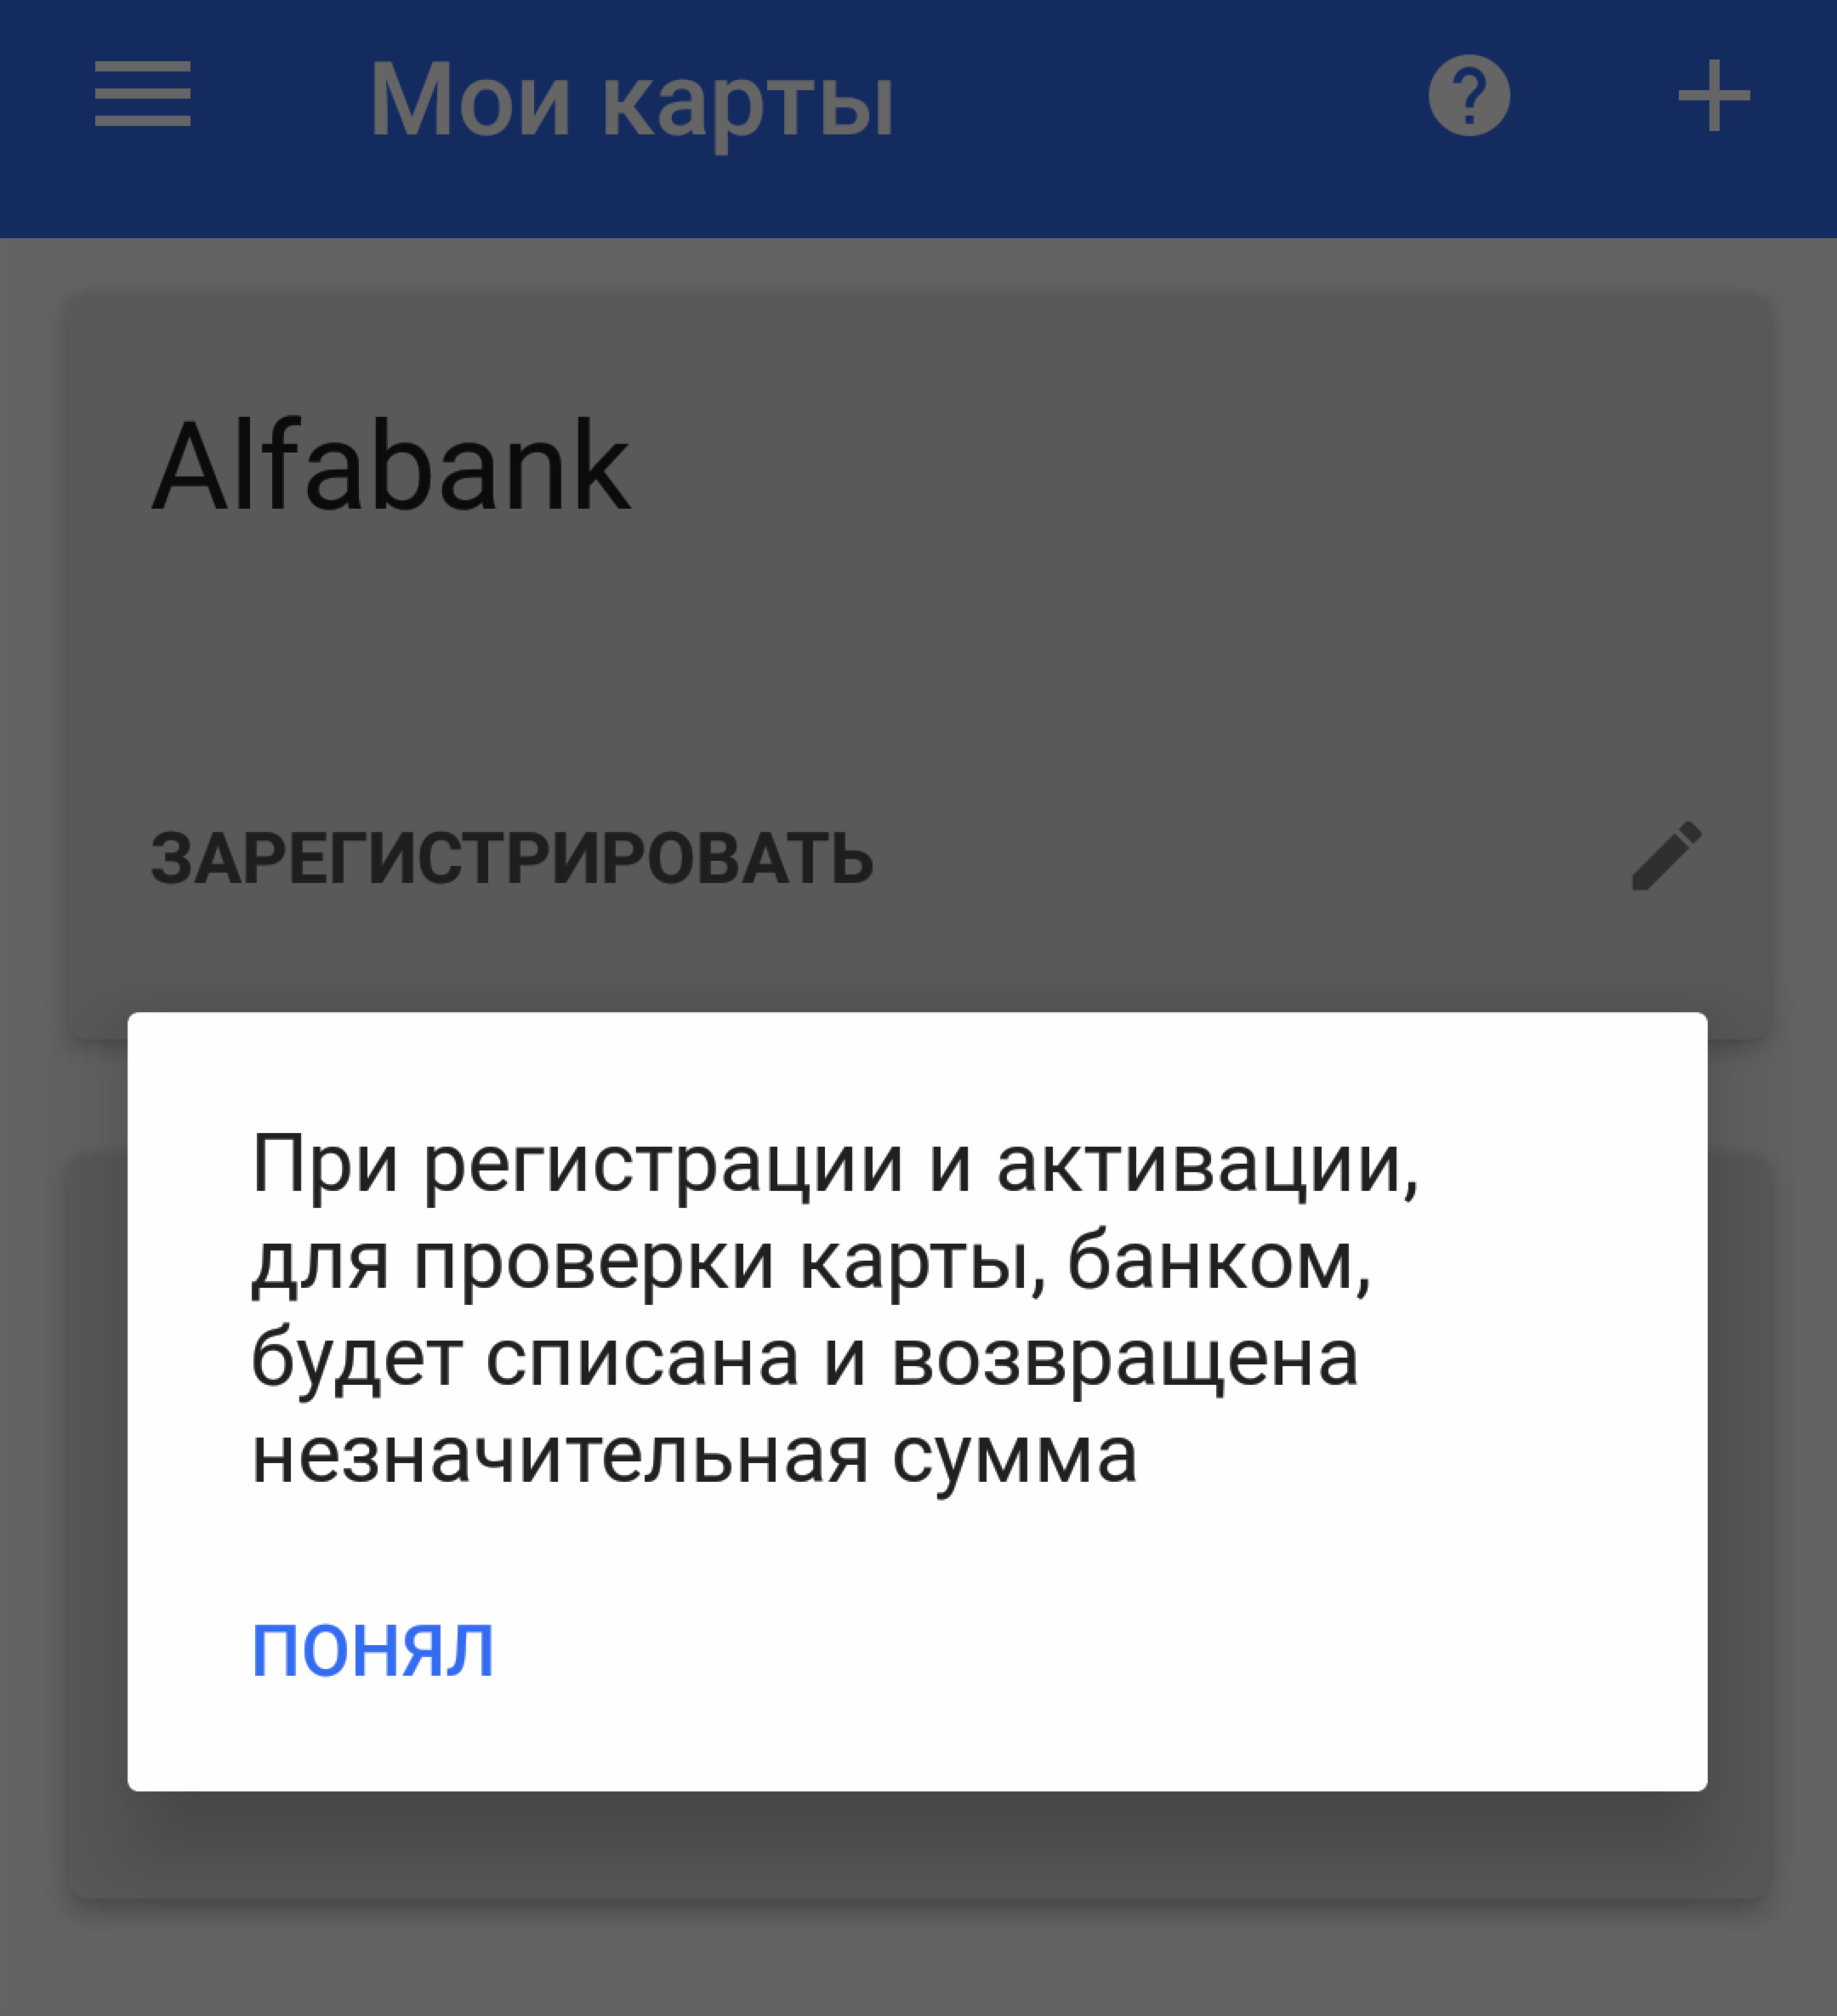 Мои карты
Alfabank
ЗАРЕГИСТРИРОВАТЬ
При регистрации и активации,
для проверки карты, банком,
будет списана и возвращена
незначительная сумма
ПОНЯЛ